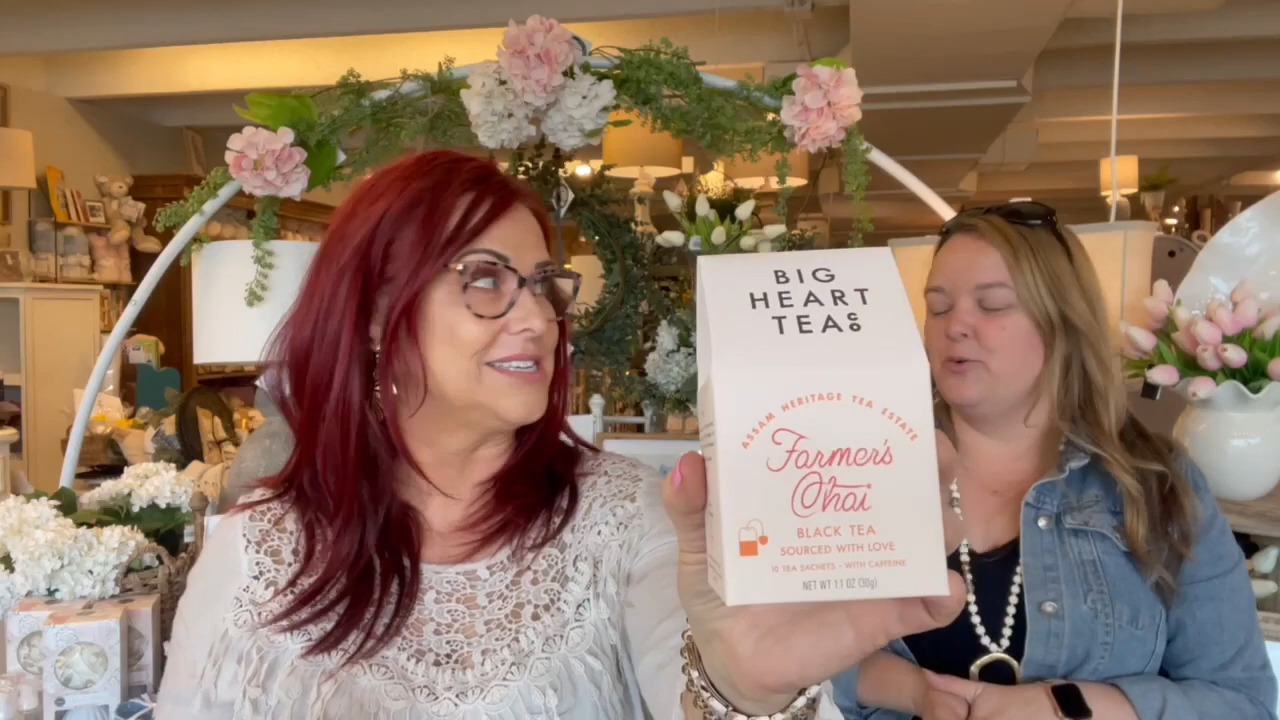 BIG
HEART
TEA CO
ASSAM HERITAGE TEA ESTATE
Farmer's
Chai
BLACK TEA
SOURCED WITH LOVE
10 TEA SACHETS • WITH CAFFEINE
NET WT 1.1 OZ (30g)